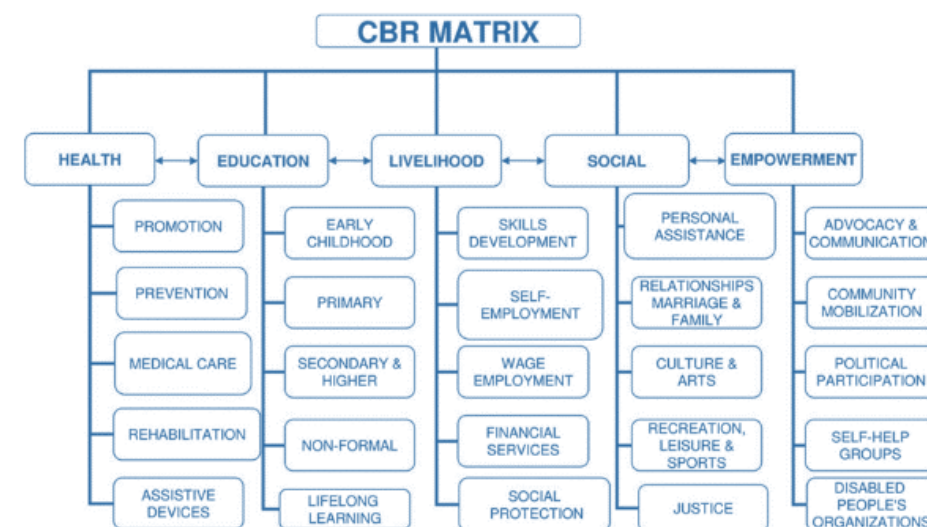 CBR MATRIX
HEALTH
EDUCATION
LIVELIHOOD
SOCIAL
EMPOWERMENT
PROMOTION
PREVENTION
MEDICAL CARE
REHABILITATION
ASSISTIVE
DEVICES
EARLY
CHILDHOOD
PRIMARY
SECONDARY &
HIGHER
NON-FORMAL
LIFELONG
LEARNING
SKILLS
DEVELOPMENT
SELF-
EMPLOYMENT
WAGE
EMPLOYMENT
FINANCIAL
SERVICES
SOCIAL
PROTECTION
PERSONAL
ASSISTANCE
RELATIONSHIPS
MARRIAGE &
FAMILY
CULTURE &
ARTS
RECREATION,
LEISURE &
SPORTS
JUSTICE
ADVOCACY &
COMMUNICATION
COMMUNITY
MOBILIZATION
POLITICAL
PARTICIPATION
SELF-HELP
GROUPS
DISABLED
PEOPLE'S
ORGANIZATIONS